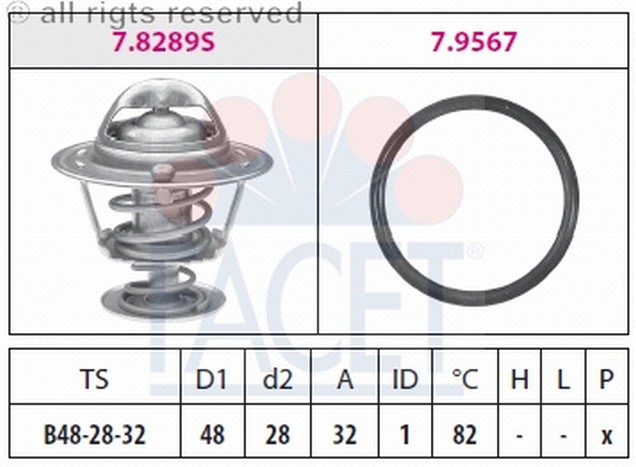 © all rigts reserved
7.8289S 7.9567
FACET®
TS D1 d2 A ID °C H L P
B48-28-32 48 28 32 1 82 - - x